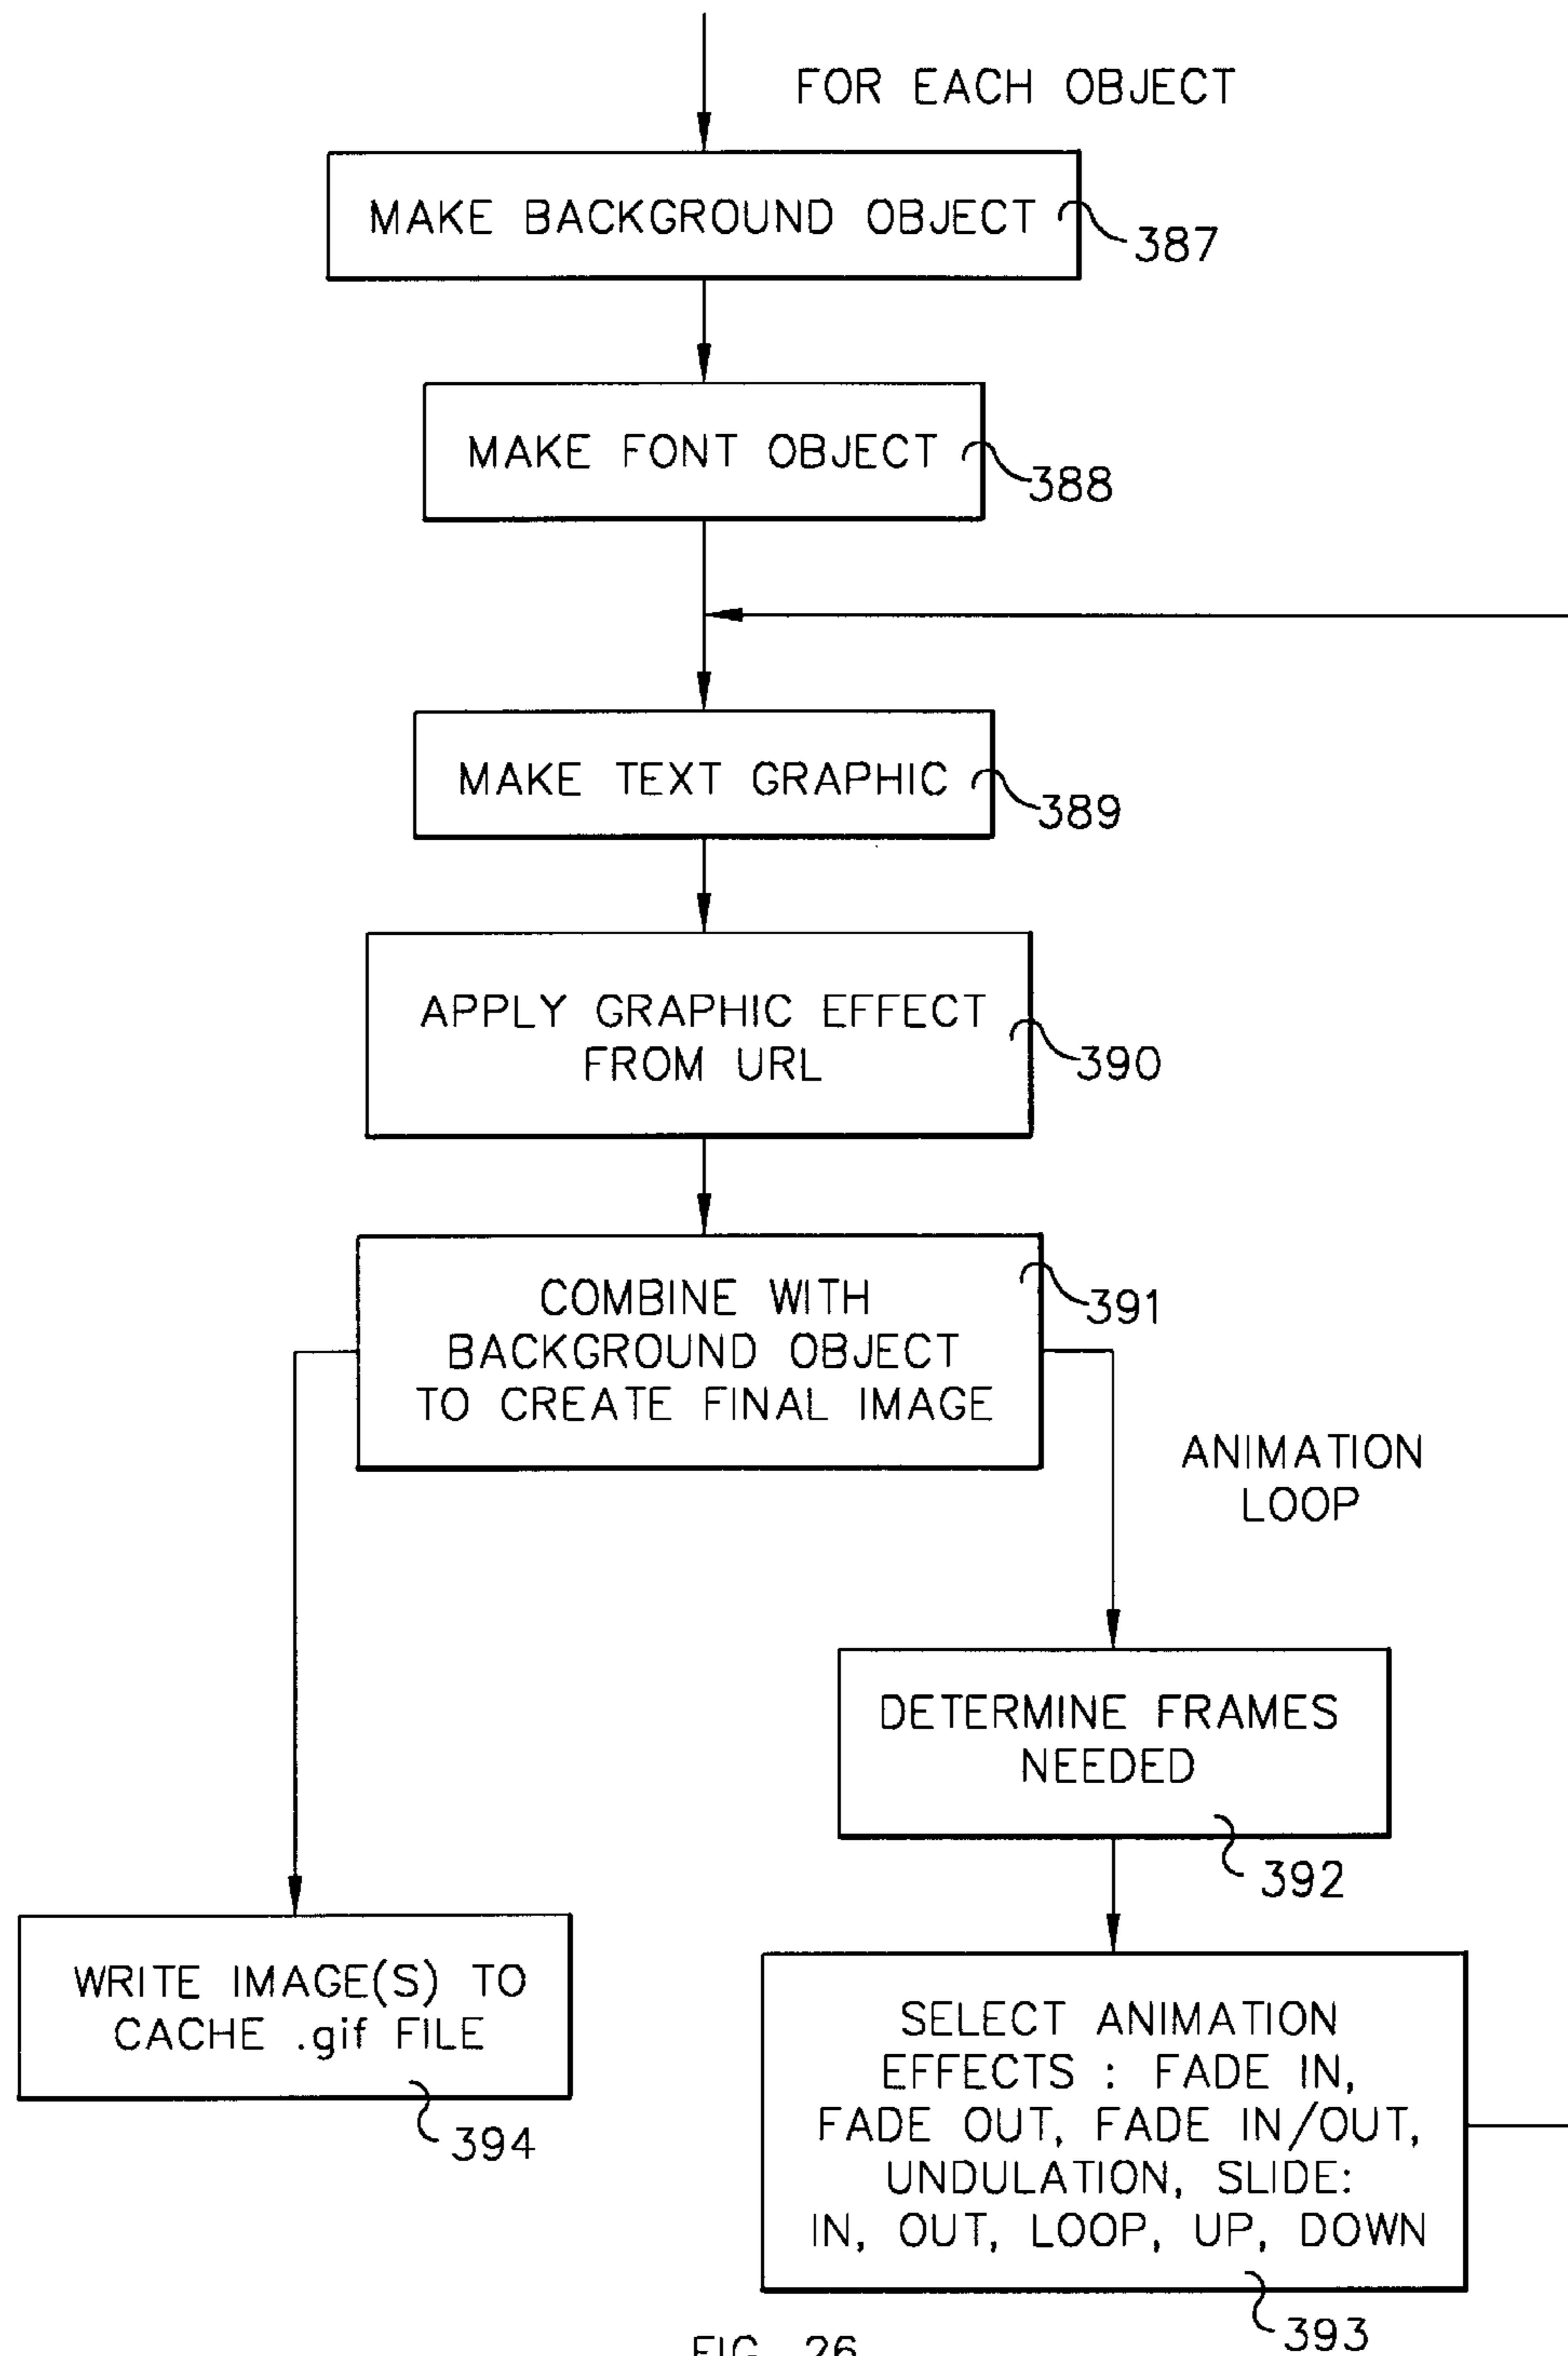 FOR EACH OBJECT
MAKE BACKGROUND OBJECT
387
MAKE FONT OBJECT
388
MAKE TEXT GRAPHIC
389
APPLY GRAPHIC EFFECT
FROM URL
390
COMBINE WITH
BACKGROUND OBJECT
TO CREATE FINAL IMAGE
391
ANIMATION
LOOP
DETERMINE FRAMES
NEEDED
392
WRITE IMAGE(S) TO
CACHE .gif FILE
394
SELECT ANIMATION
EFFECTS : FADE IN,
FADE OUT, FADE IN/OUT,
UNDULATION, SLIDE:
IN, OUT, LOOP, UP, DOWN
393
FIG. 26